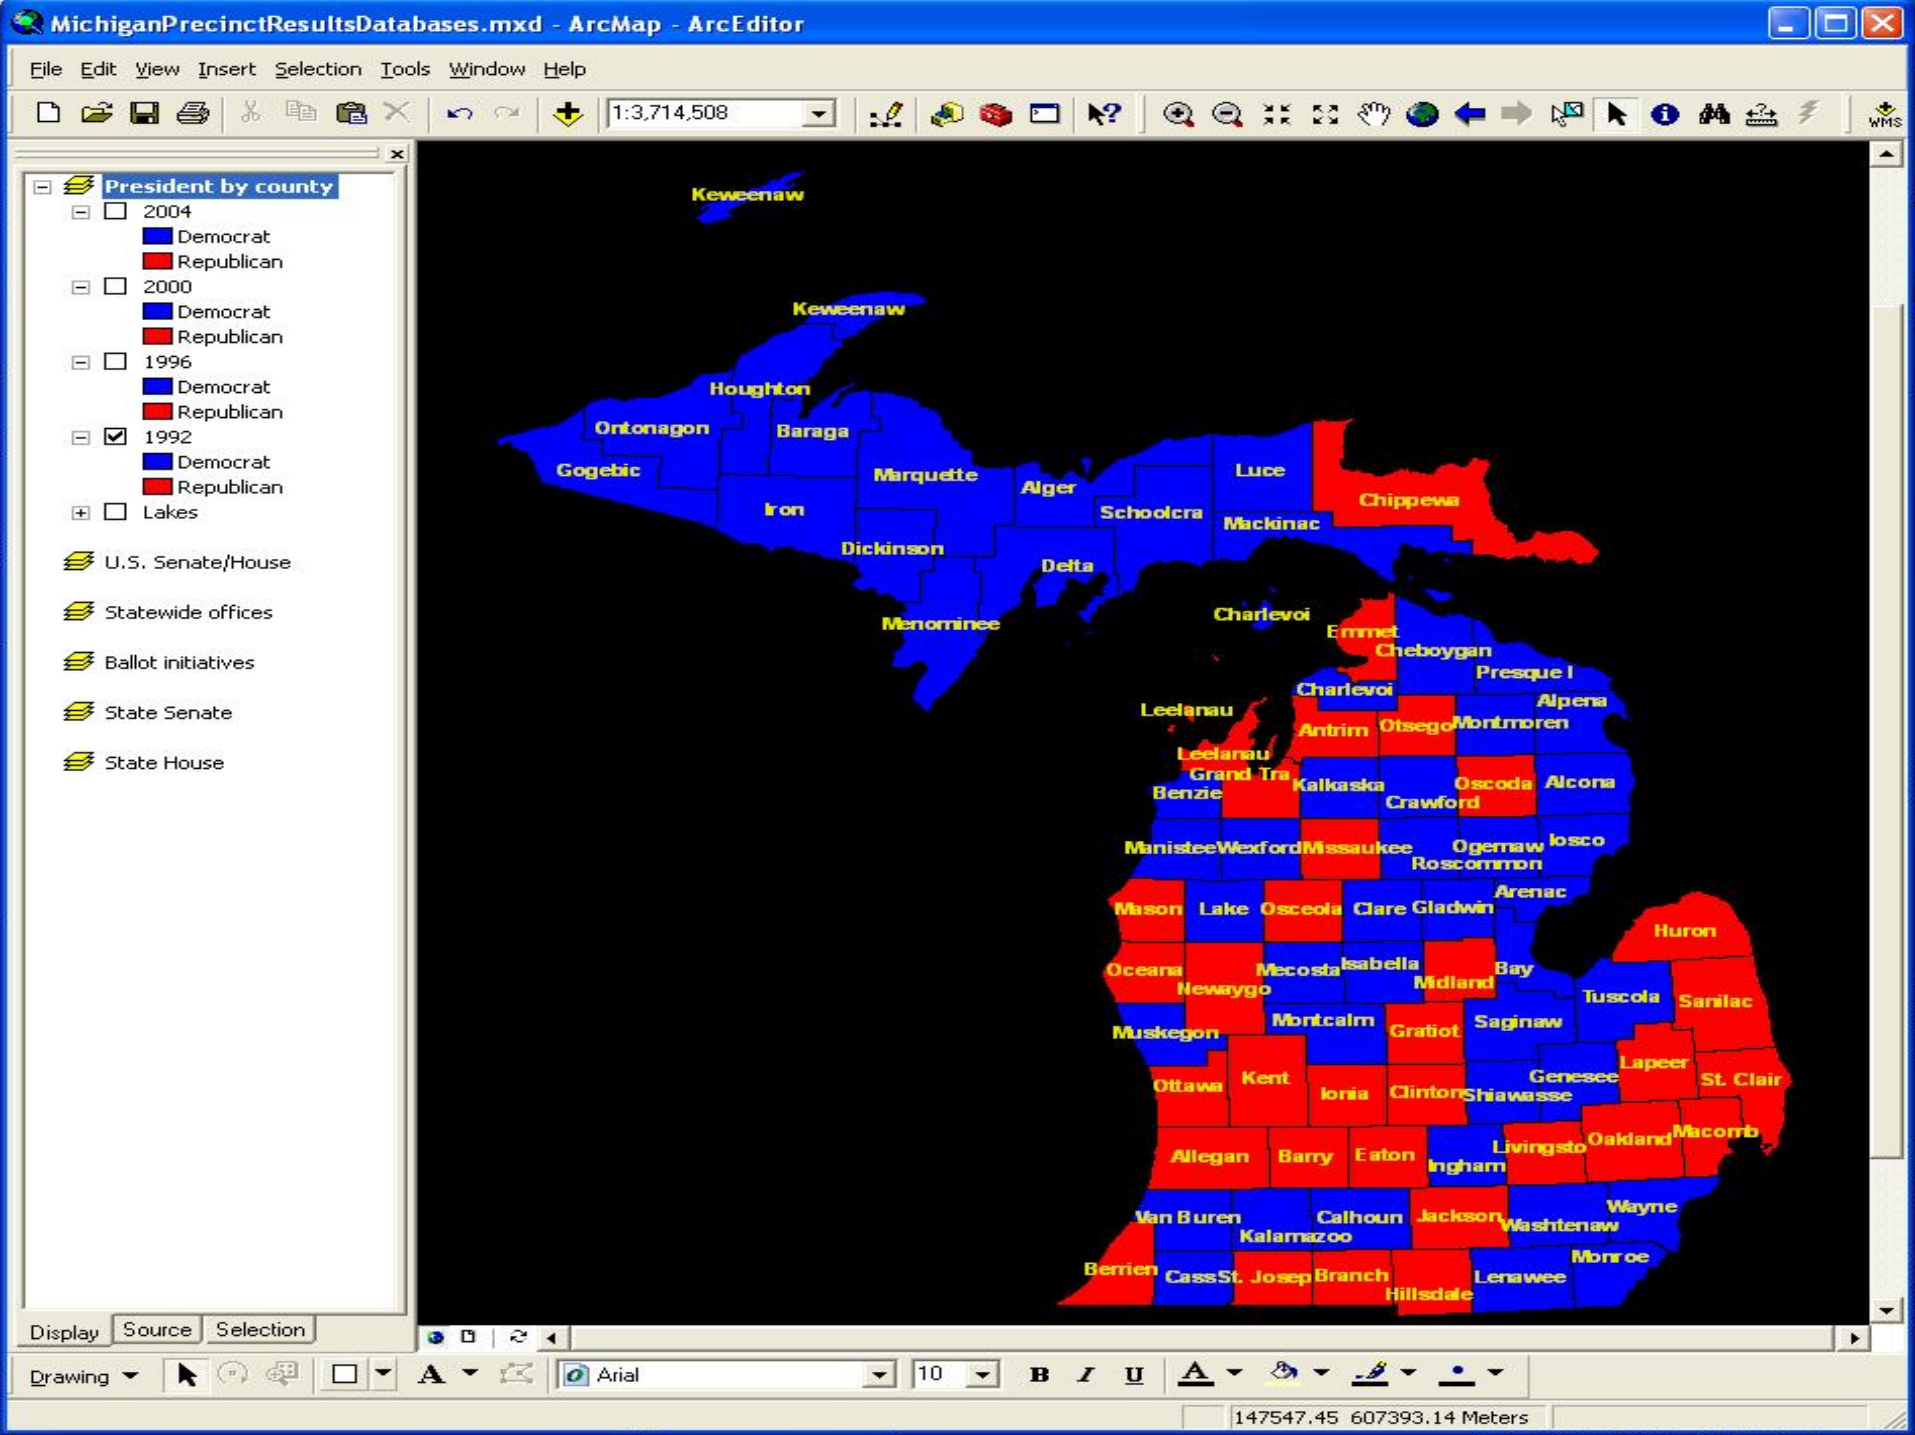 MichiganPrecinctResultsDatabases.mxd - ArcMap - ArcEditor
File Edit View Insert Selection Tools Window Help
1:3,714,508
WMS
President by county
2004
Democrat
Republican
2000
Democrat
Republican
1996
Democrat
Republican
1992
Democrat
Republican
Lakes
U.S. Senate/House
Statewide offices
Ballot initiatives
State Senate
State House
Keweenaw
Keweenaw
Houghton
Ontonagon Baraga
Gogebic Marquette Alger Luce
Iron Schoolcra Chippewa
Mackinac
Dickinson Delta
Menominee Charlevoi
Emmet
Cheboygan
Presque I
Charlevoi
Leelanau Alpena
Antrim Otsego Montmoren
Leelanau
Grand Tra
Benzie Kalkaska Oscoda Alcona
Crawford
Manistee Wexford Missaukee Ogemaw Iosco
Roscommon
Arenac
Mason Lake Osceola Clare Gladwin
Huron
Oceana Mecosta Isabella Bay
Newaygo Midland Tuscola Sanilac
Muskegon Montcalm Gratiot Saginaw
Lapeer
Ottawa Kent Ionia Clinton Genesee St. Clair
Shiawasse
Livingsto Oakland Macomb
Allegan Barry Eaton Ingham
Van Buren Calhoun Jackson Wayne
Kalamazoo Washtenaw
Monroe
Berrien Cass St. Josep Branch Lenawee
Hillsdale
Display Source Selection
Drawing A Arial 10 B I U A
147547.45 607393.14 Meters